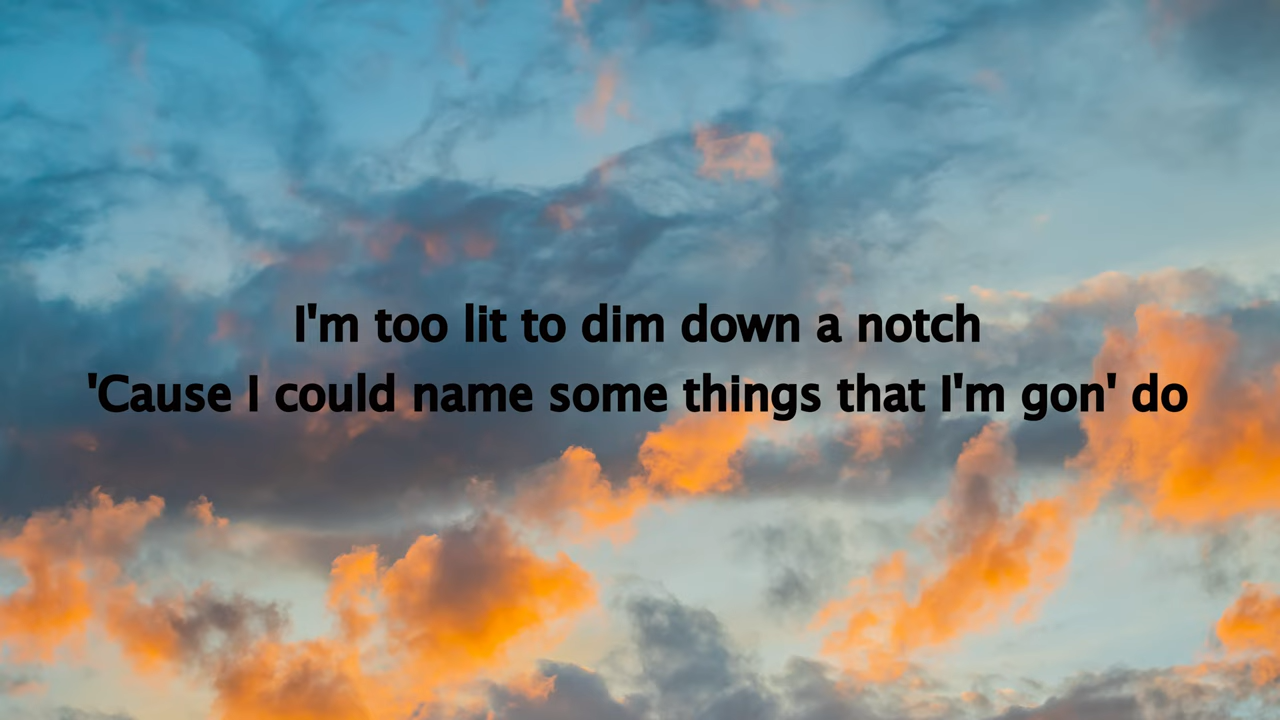 I'm too lit to dim down a notch
'Cause I could name some things that I'm gon' do